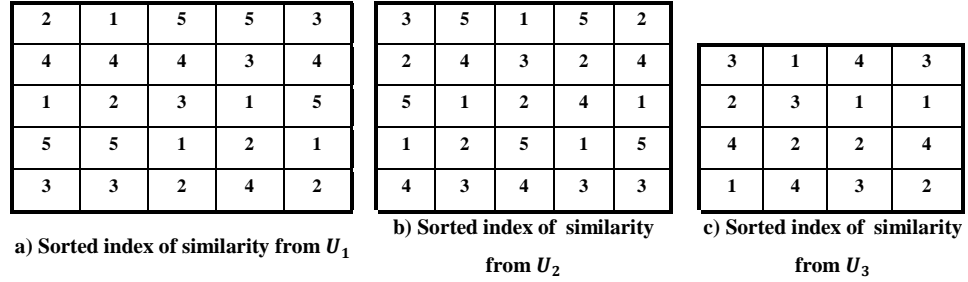 2 1 5 5 3
4 4 4 3 4
1 2 3 1 5
5 5 1 2 1
3 3 2 4 2
a) Sorted index of similarity from U₁
3 5 1 5 2
2 4 3 2 4
5 1 2 4 1
1 2 5 1 5
4 3 4 3 3
b) Sorted index of similarity
from U₂
3 1 4 3
2 3 1 1
4 2 2 4
1 4 3 2
c) Sorted index of similarity
from U₃